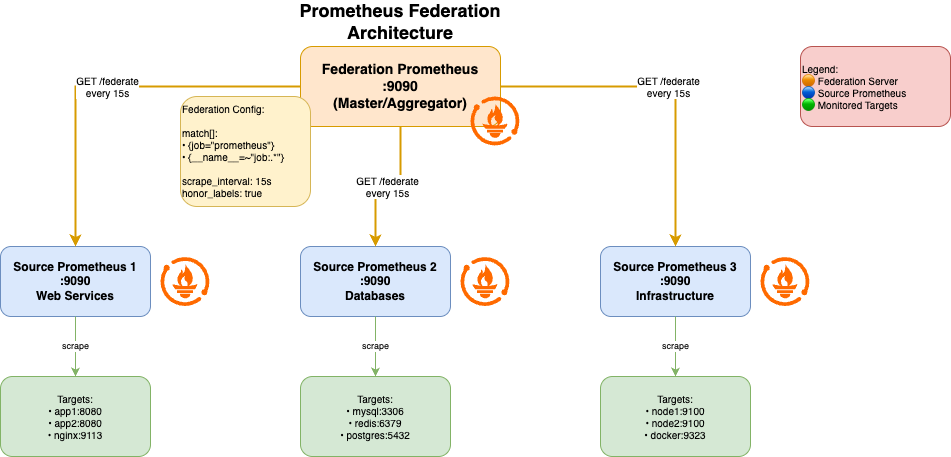 Prometheus Federation
Architecture
Federation Prometheus
:9090
(Master/Aggregator)
GET /federate
every 15s
GET /federate
every 15s
Legend:
Federation Server
Source Prometheus
Monitored Targets
Federation Config:
match[]:
• {job="prometheus"}
• {__name__=~"job:.*"}
scrape_interval: 15s
honor_labels: true
GET /federate
every 15s
Source Prometheus 1
:9090
Web Services
Source Prometheus 2
:9090
Databases
Source Prometheus 3
:9090
Infrastructure
scrape
scrape
scrape
Targets:
• app1:8080
• app2:8080
• nginx:9113
Targets:
• mysql:3306
• redis:6379
• postgres:5432
Targets:
• node1:9100
• node2:9100
• docker:9323